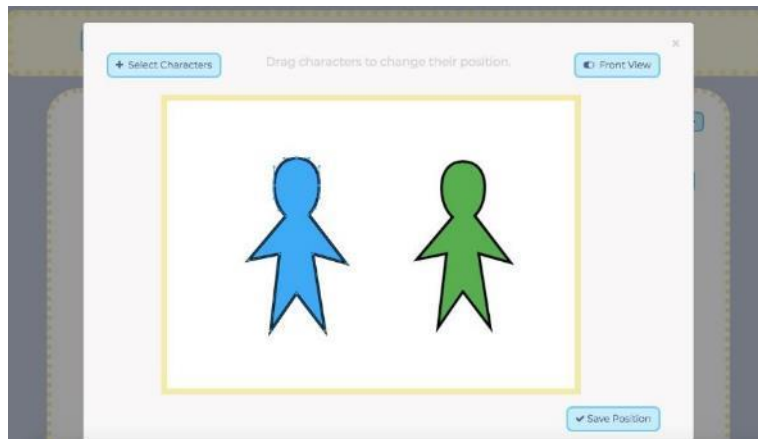 Select Characters
Drag characters to change their position.
Front View
Save Position